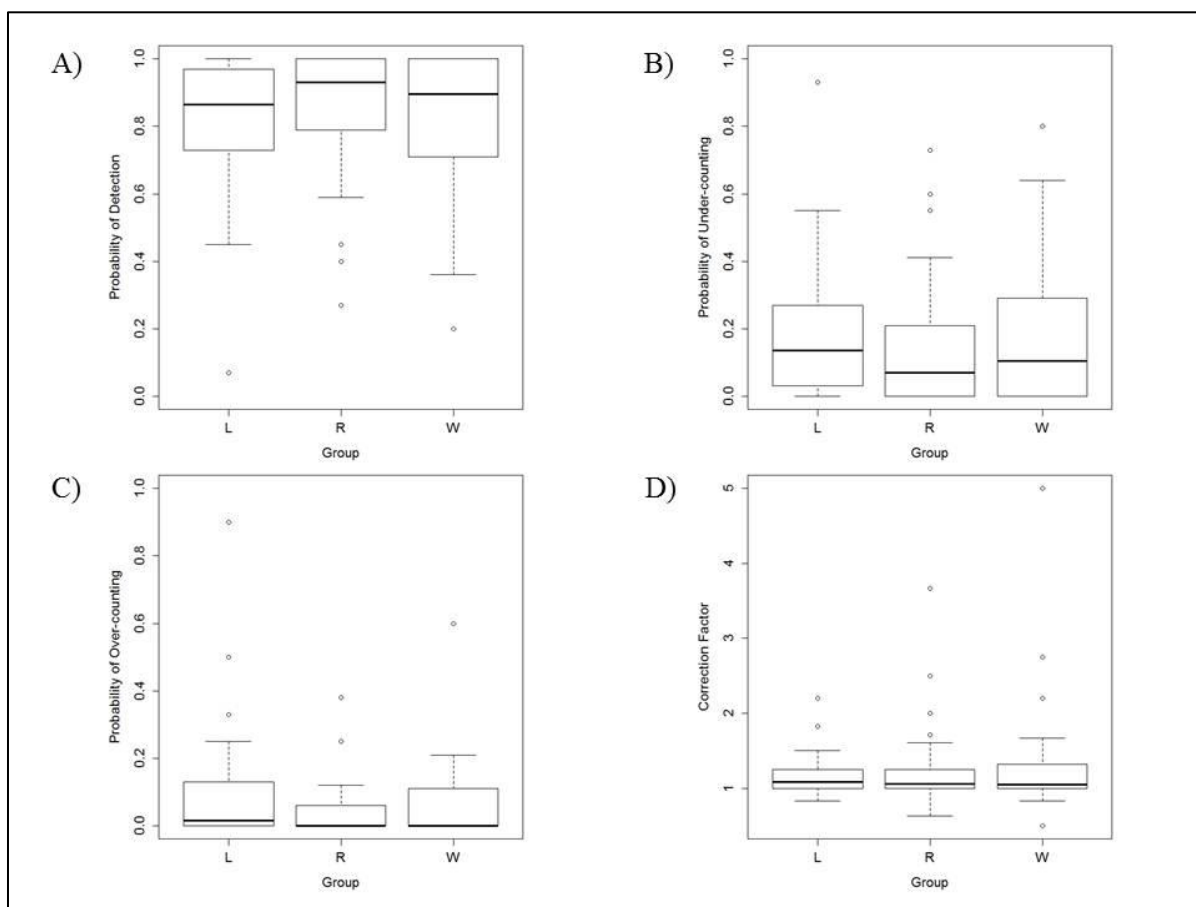 A)
Probability of Detection
0.0 0.2 0.4 0.6 0.8 1.0
L R W
Group
B)
Probability of Under-counting
0.0 0.2 0.4 0.6 0.8 1.0
L R W
Group
C)
Probability of Over-counting
0.0 0.2 0.4 0.6 0.8 1.0
L R W
Group
D)
Correction Factor
1 2 3 4 5
L R W
Group